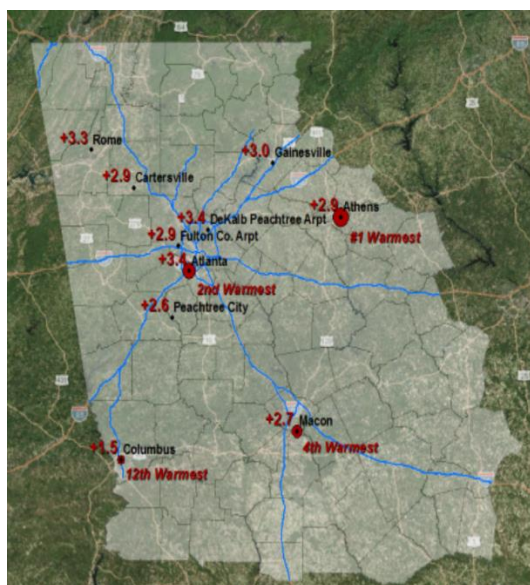 +3.3 Rome
+3.0 Gainesville
+2.9 Cartersville
+2.9 Athens
+3.4 DeKalb Peachtree Arpt
#1 Warmest
+2.9 Fulton Co. Arpt
+3.4 Atlanta
2nd Warmest
+2.6 Peachtree City
+2.7 Macon
4th Warmest
+1.5 Columbus
12th Warmest